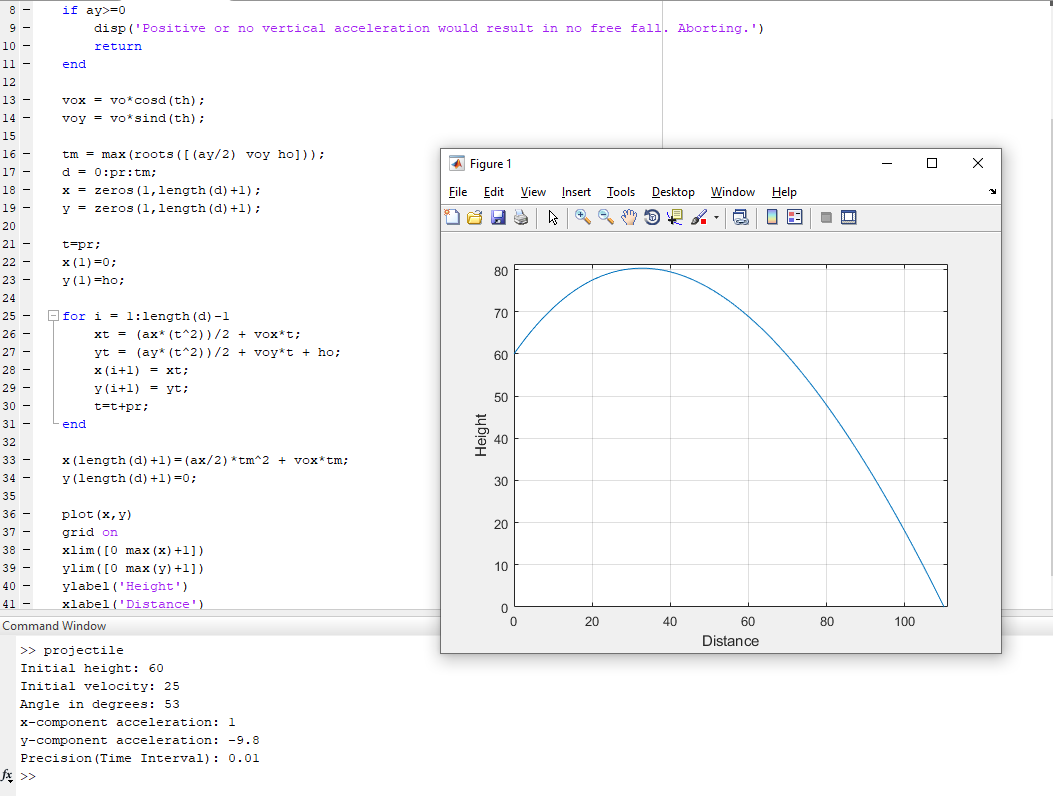 8 – if ay>=0
9 – disp('Positive or no vertical acceleration would result in no free fall. Aborting.')
10 – return
11 – end
12
13 – vox = vo*cosd(th);
14 – voy = vo*sind(th);
15
16 – tm = max(roots([(ay/2) voy ho]));
17 – d = 0:pr:tm;
18 – x = zeros(1,length(d)+1);
19 – y = zeros(1,length(d)+1);
20
21 – t=pr;
22 – x(1)=0;
23 – y(1)=ho;
24
25 – for i = 1:length(d)-1
26 – xt = (ax*(t^2))/2 + vox*t;
27 – yt = (ay*(t^2))/2 + voy*t + ho;
28 – x(i+1) = xt;
29 – y(i+1) = yt;
30 – t=t+pr;
31 – end
32
33 – x(length(d)+1)=(ax/2)*tm^2 + vox*tm;
34 – y(length(d)+1)=0;
35
36 – plot(x,y)
37 – grid on
38 – xlim([0 max(x)+1])
39 – ylim([0 max(y)+1])
40 – ylabel('Height')
41 – xlabel('Distance')
Figure 1
File Edit View Insert Tools Desktop Window Help
80
70
60
50
40
30
20
10
0
Height
0 20 40 60 80 100
Distance
Command Window
>> projectile
Initial height: 60
Initial velocity: 25
Angle in degrees: 53
x-component acceleration: 1
y-component acceleration: -9.8
Precision(Time Interval): 0.01
fx >>